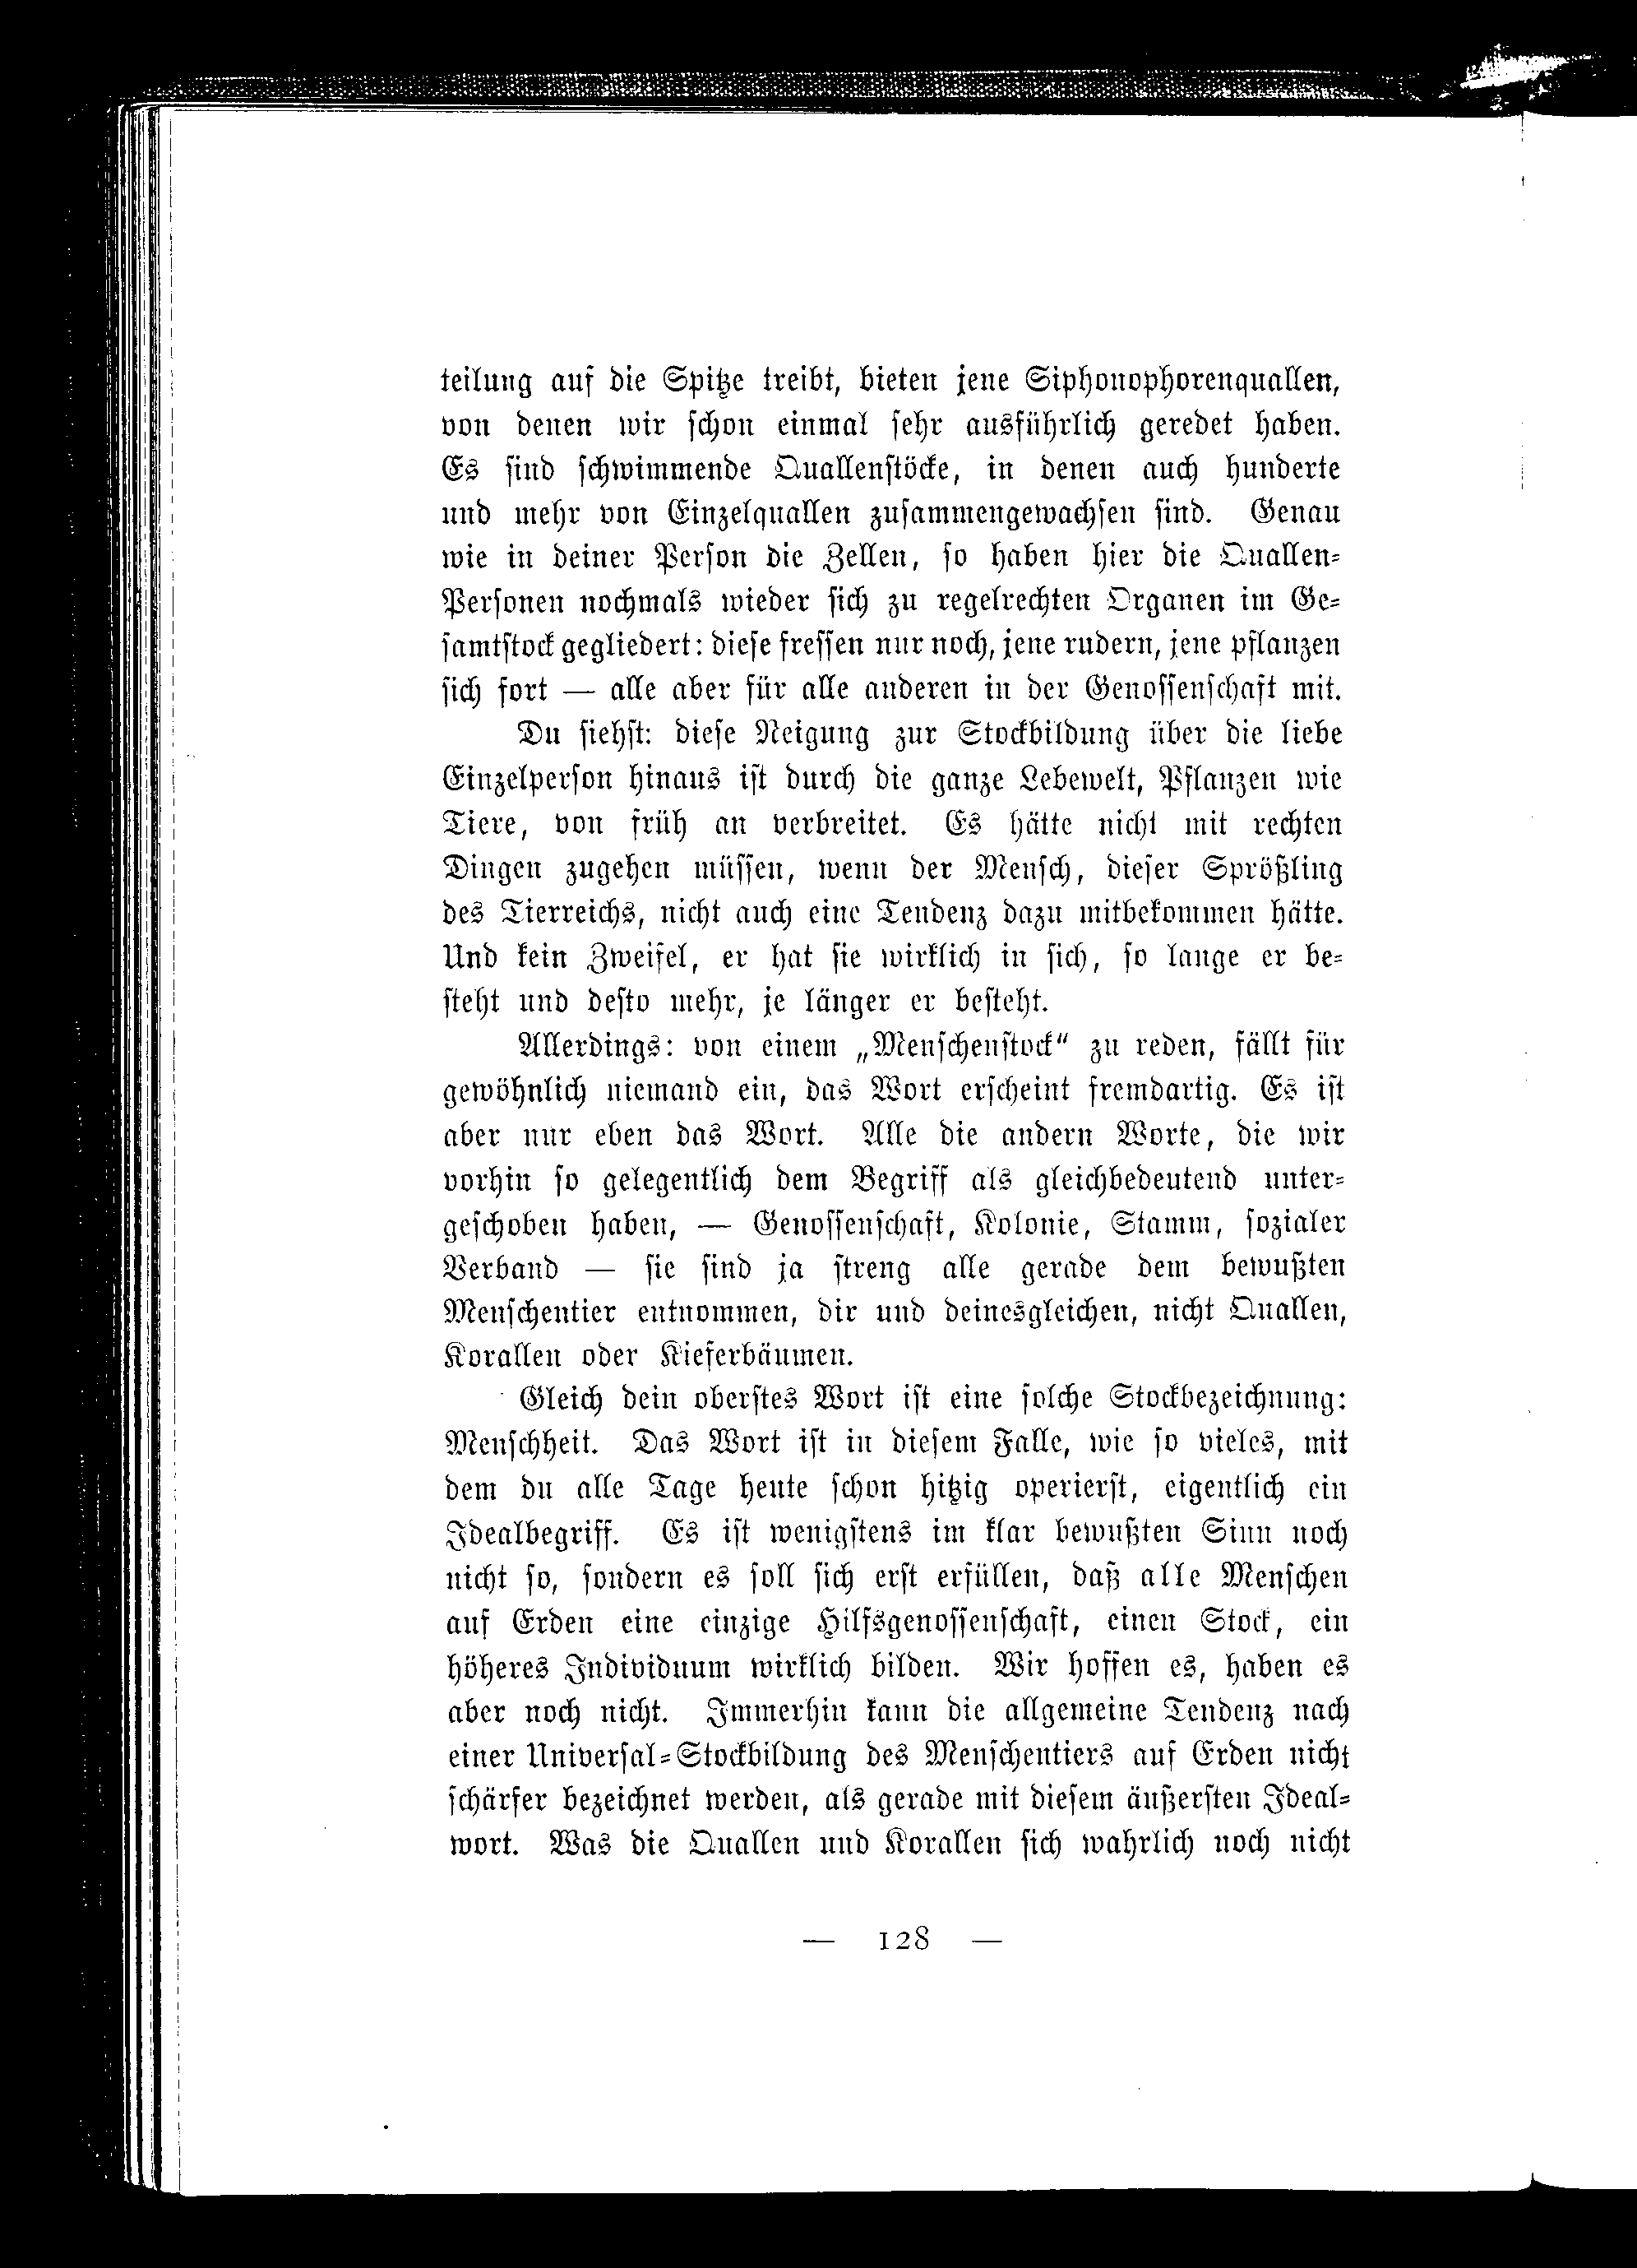 teilung auf die Spitze treibt, bieten jene Siphonophorenquallen,
von denen wir schon einmal sehr ausführlich geredet haben.
Es sind schwimmende Quallenstöcke, in denen auch hunderte
und mehr von Einzelquallen zusammengewachsen sind. Genau
wie in deiner Person die Zellen, so haben hier die Quallen-
Personen nochmals wieder sich zu regelrechten Organen im Ge-
samtstock gegliedert: diese fressen nur noch, jene rudern, jene pflanzen
sich fort — alle aber für alle anderen in der Genossenschaft mit.
Du siehst: diese Neigung zur Stockbildung über die liebe
Einzelperson hinaus ist durch die ganze Lebewelt, Pflanzen wie
Tiere, von früh an verbreitet. Es hätte nicht mit rechten
Dingen zugehen müssen, wenn der Mensch, dieser Sprößling
des Tierreichs, nicht auch eine Tendenz dazu mitbekommen hätte.
Und kein Zweifel, er hat sie wirklich in sich, so lange er be-
steht und desto mehr, je länger er besteht.
Allerdings: von einem „Menschenstock“ zu reden, fällt für
gewöhnlich niemand ein, das Wort erscheint fremdartig. Es ist
aber nur eben das Wort. Alle die andern Worte, die wir
vorhin so gelegentlich dem Begriff als gleichbedeutend unter-
geschoben haben, — Genossenschaft, Kolonie, Stamm, sozialer
Verband — sie sind ja streng alle gerade dem bewußten
Menschentier entnommen, dir und deinesgleichen, nicht Quallen,
Korallen oder Kieferbäumen.
Gleich dein oberstes Wort ist eine solche Stockbezeichnung:
Menschheit. Das Wort ist in diesem Falle, wie so vieles, mit
dem du alle Tage heute schon hitzig operierst, eigentlich ein
Idealbegriff. Es ist wenigstens im klar bewußten Sinn noch
nicht so, sondern es soll sich erst erfüllen, daß alle Menschen
auf Erden eine einzige Hilfsgenossenschaft, einen Stock, ein
höheres Individuum wirklich bilden. Wir hoffen es, haben es
aber noch nicht. Immerhin kann die allgemeine Tendenz nach
einer Universal-Stockbildung des Menschentiers auf Erden nicht
schärfer bezeichnet werden, als gerade mit diesem äußersten Ideal-
wort. Was die Quallen und Korallen sich wahrlich noch nicht
— 128 —